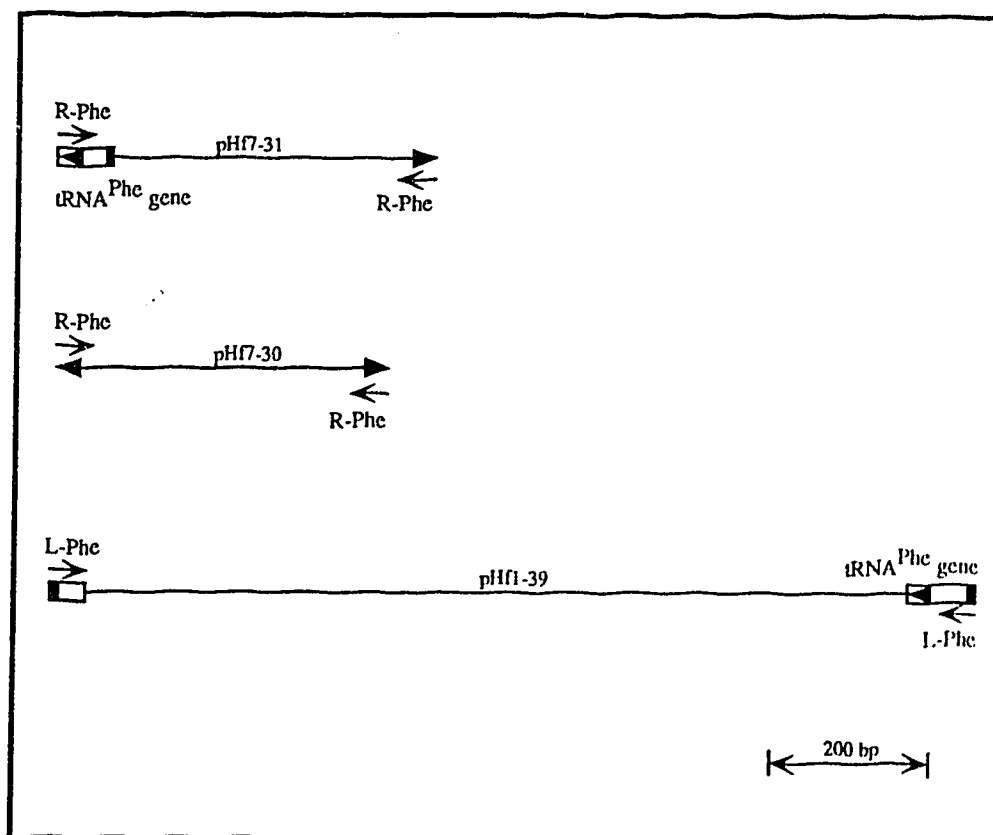 R-Phe
pHf7-31
R-Phe
tRNA Phe gene
R-Phe
pHf7-30
R-Phe
L-Phe
pHf1-39
tRNA Phe gene
L-Phe
200 bp